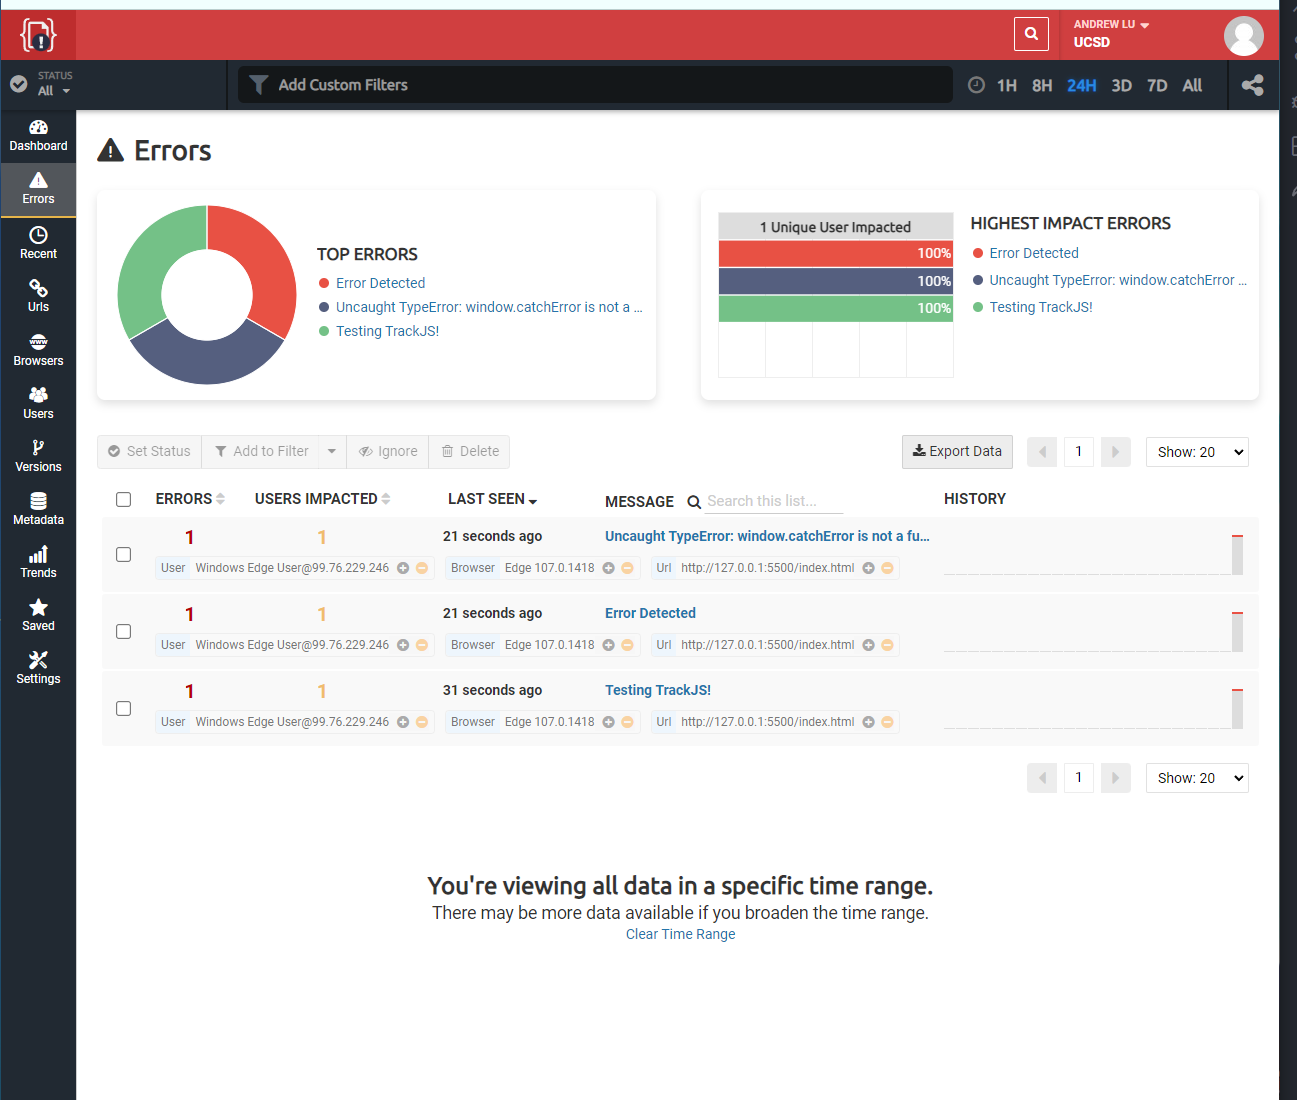 ANDREW LU
UCSD
STATUS
All
Add Custom Filters
1H 8H 24H 3D 7D All
Dashboard
Errors
Recent
Urls
www
Browsers
Users
Versions
Metadata
Trends
Saved
Settings
Errors
TOP ERRORS
Error Detected
Uncaught TypeError: window.catchError is not a ...
Testing TrackJS!
1 Unique User Impacted
100%
100%
100%
HIGHEST IMPACT ERRORS
Error Detected
Uncaught TypeError: window.catchError ...
Testing TrackJS!
Set Status Add to Filter Ignore Delete Export Data 1 Show: 20
ERRORS USERS IMPACTED LAST SEEN MESSAGE Search this list... HISTORY
1 1 21 seconds ago Uncaught TypeError: window.catchError is not a fu...
User Windows Edge User@99.76.229.246 Browser Edge 107.0.1418 Url http://127.0.0.1:5500/index.html
1 1 21 seconds ago Error Detected
User Windows Edge User@99.76.229.246 Browser Edge 107.0.1418 Url http://127.0.0.1:5500/index.html
1 1 31 seconds ago Testing TrackJS!
User Windows Edge User@99.76.229.246 Browser Edge 107.0.1418 Url http://127.0.0.1:5500/index.html
1 Show: 20
You're viewing all data in a specific time range.
There may be more data available if you broaden the time range.
Clear Time Range